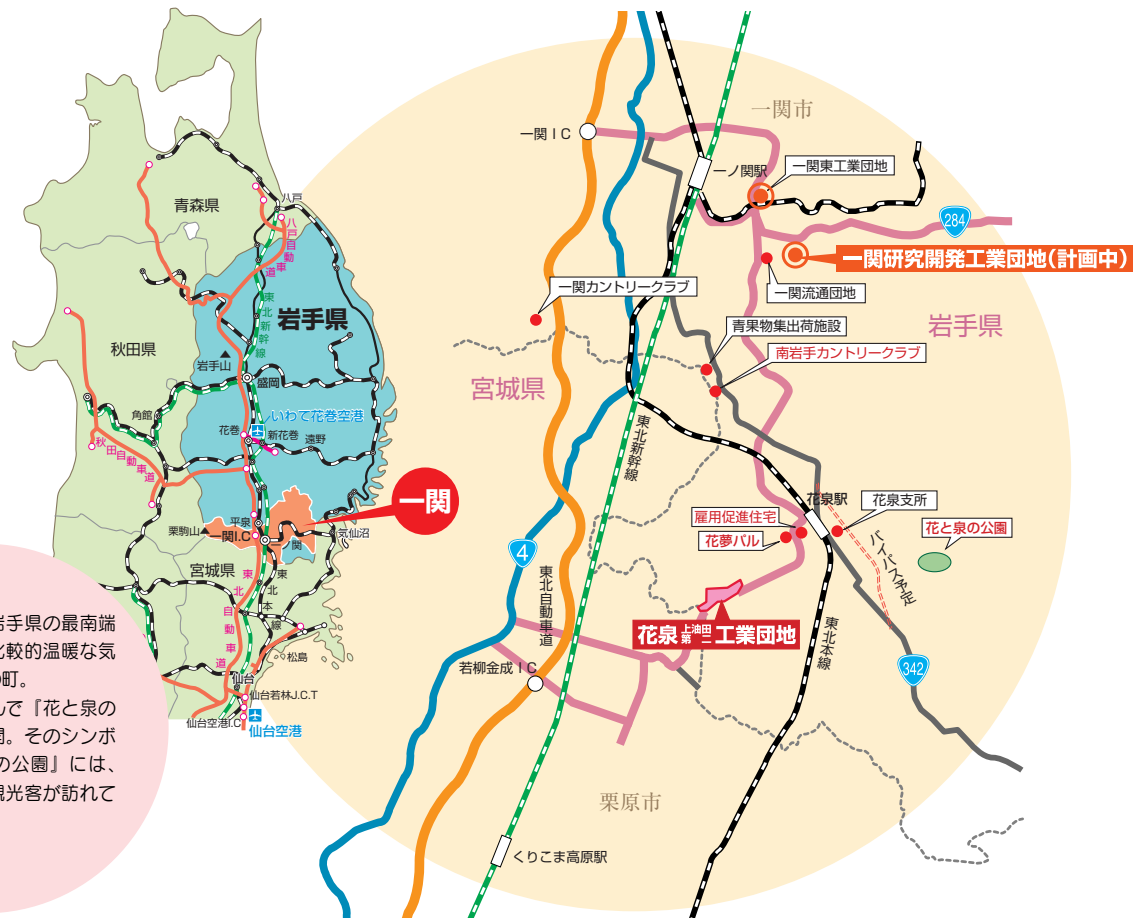 青森県
八戸
八戸自動車道
東北新幹線
岩手県
秋田県
岩手山
盛岡
角館
いわて花巻空港
花巻
新花巻
遠野
秋田自動車道
一関
平泉
栗駒山
一関I.C
一ノ関
気仙沼
宮城県
東北自動車道
東北本線
松島
仙台
仙台若林J.C.T
仙台空港I.C
仙台空港
岩手県の最南端
比較的温暖な気
の町。
んで『花と泉の
開。そのシンボ
の公園』には、
観光客が訪れて
一関市
一関IC
一ノ関駅
一関東工業団地
284
一関研究開発工業団地(計画中)
一関流通団地
一関カントリークラブ
青果物集出荷施設
岩手県
南岩手カントリークラブ
宮城県
東北新幹線
花泉駅
花泉支所
雇用促進住宅
花夢パル
花と泉の公園
バイパス予定
4
東北自動車道
花泉上油田第二工業団地
東北本線
若柳金成IC
342
栗原市
くりこま高原駅